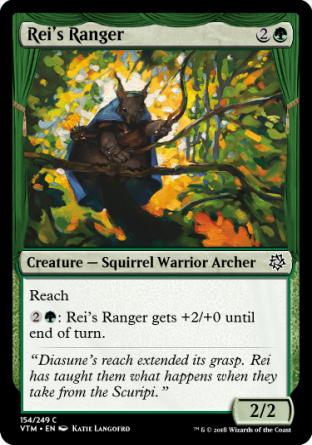 Rei's Ranger 2
Creature — Squirrel Warrior Archer
Reach
2 : Rei's Ranger gets +2/+0 until
end of turn.
“Diasune's reach extended its grasp. Rei
has taught them what happens when they
take from the Scuripi.”
2/2
154/249 C
VTM • EN KATIE LANGOFRO
™ & © 2018 Wizards of the Coast